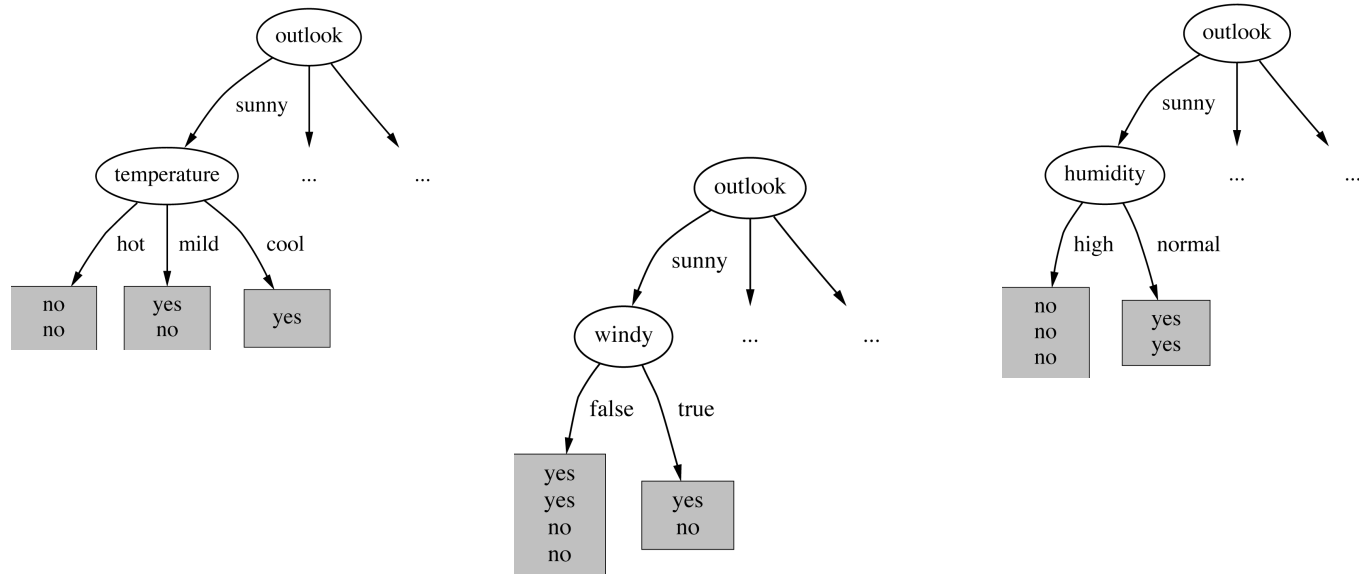 outlook
sunny
temperature
...
...
hot
mild
cool
no
no
yes
no
yes
outlook
sunny
windy
...
...
false
true
yes
yes
no
no
yes
no
outlook
sunny
humidity
...
...
high
normal
no
no
no
yes
yes